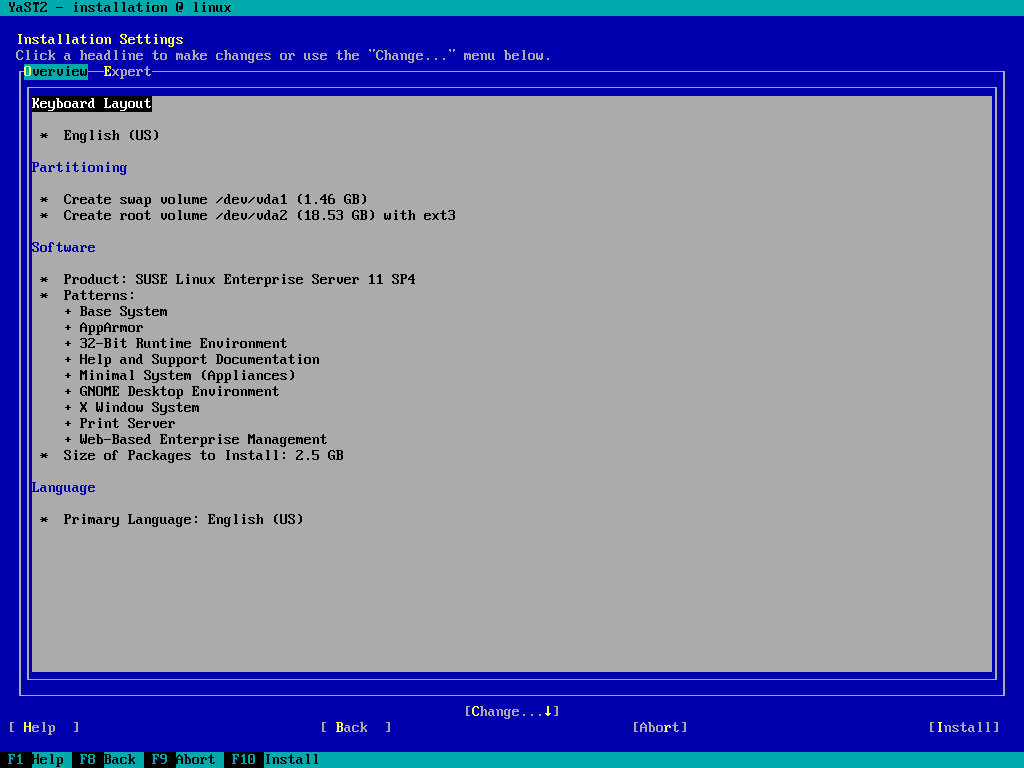 YaST2 - installation @ linux
Installation Settings
Click a headline to make changes or use the "Change..." menu below.
Overview Expert
Keyboard Layout
* English (US)
Partitioning
* Create swap volume /dev/vda1 (1.46 GB)
* Create root volume /dev/vda2 (18.53 GB) with ext3
Software
* Product: SUSE Linux Enterprise Server 11 SP4
* Patterns:
+ Base System
+ AppArmor
+ 32-Bit Runtime Environment
+ Help and Support Documentation
+ Minimal System (Appliances)
+ GNOME Desktop Environment
+ X Window System
+ Print Server
+ Web-Based Enterprise Management
* Size of Packages to Install: 2.5 GB
Language
* Primary Language: English (US)
[Change...↓]
[ Help ] [ Back ] [Abort] [Install]
F1 Help F8 Back F9 Abort F10 Install